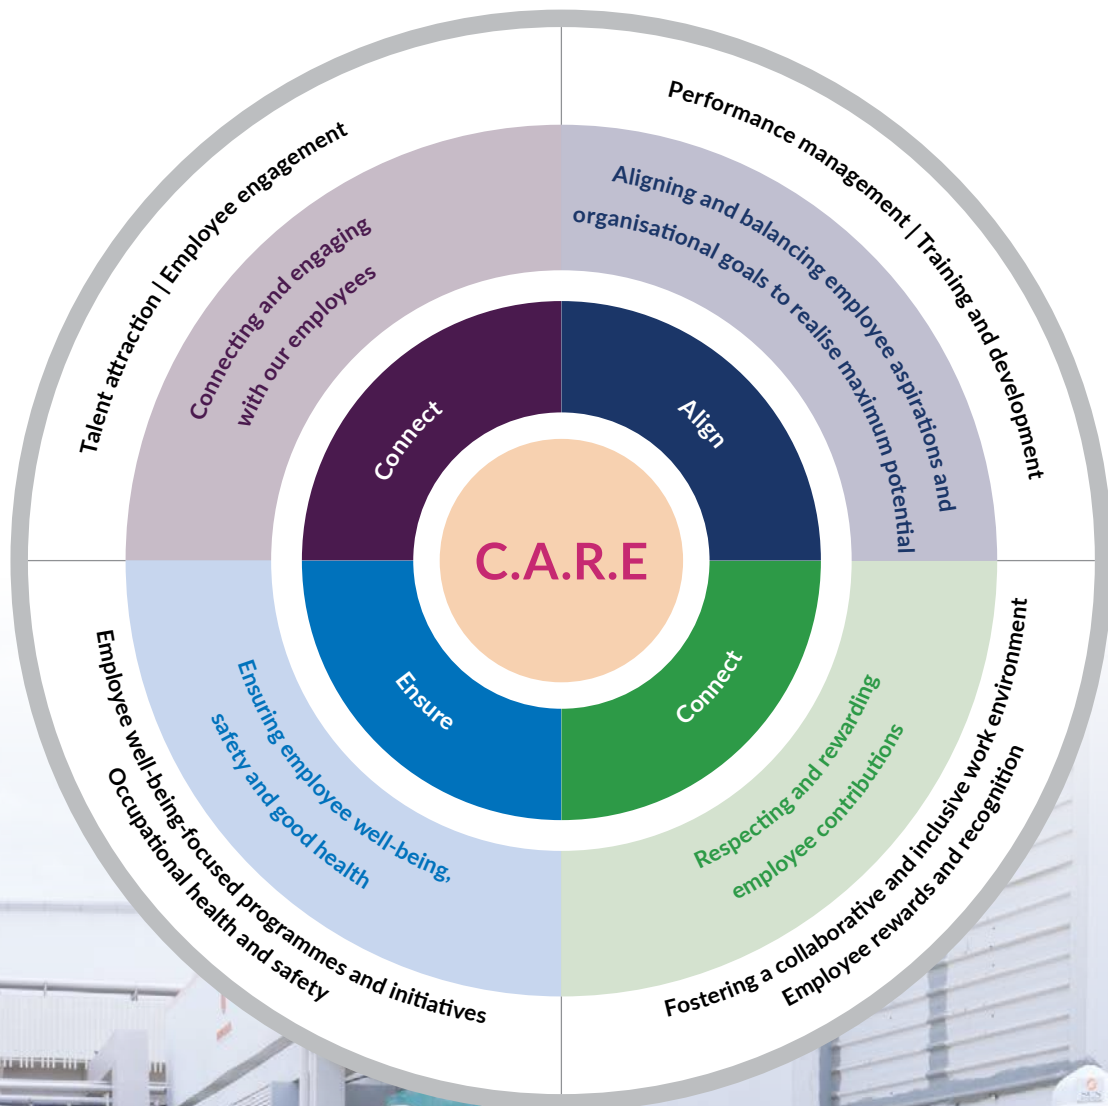 Talent attraction | Employee engagement
Connecting and engaging
with our employees
Connect
Performance management | Training and development
Aligning and balancing employee aspirations and
organisational goals to realise maximum potential
Align
C.A.R.E
Ensure
Ensuring employee well-being,
safety and good health
Employee well-being-focused programmes and initiatives
Occupational health and safety
Connect
Respecting and rewarding
employee contributions
Fostering a collaborative and inclusive work environment
Employee rewards and recognition